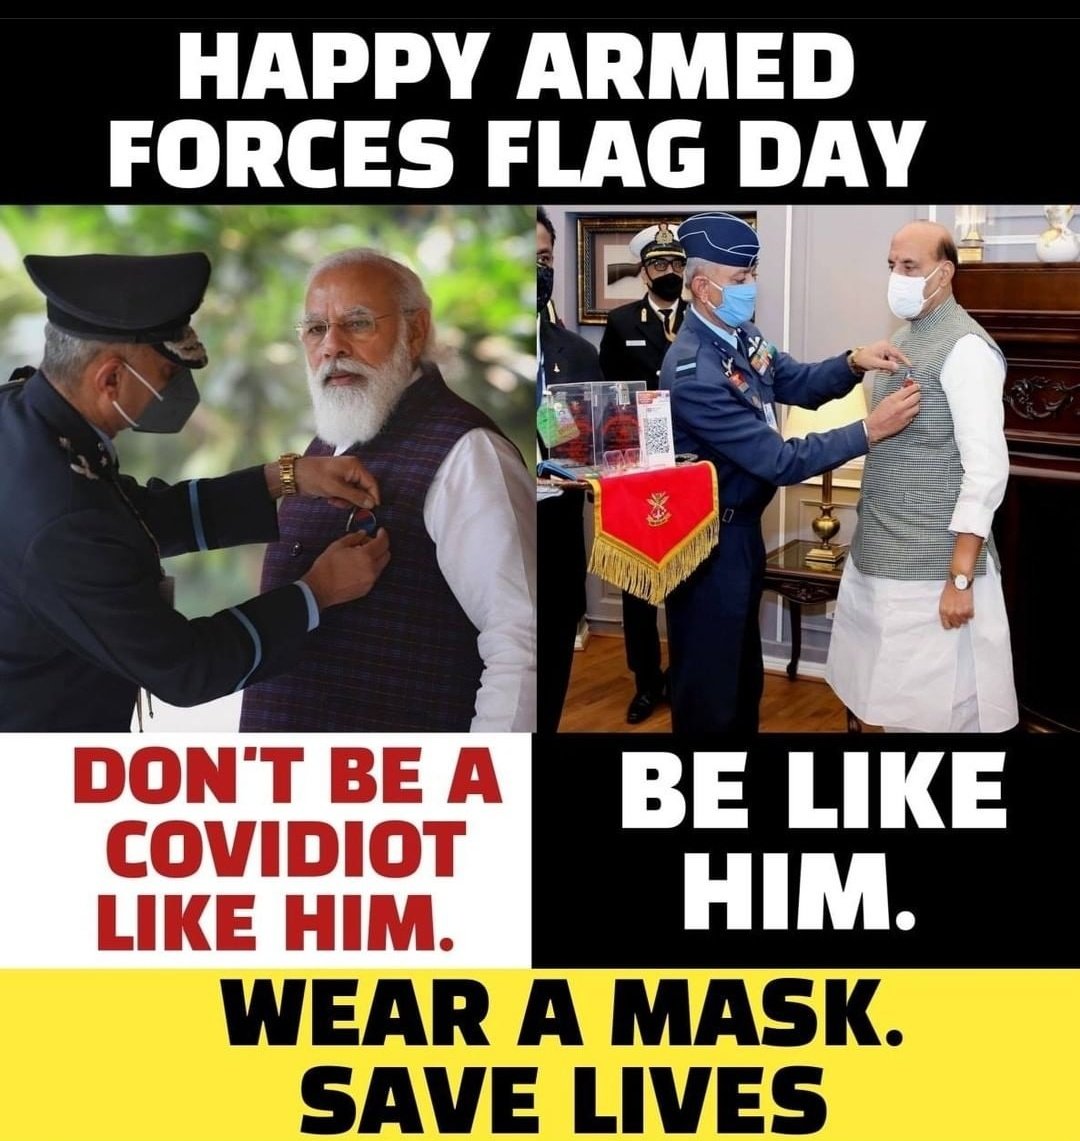 HAPPY ARMED
FORCES FLAG DAY
DON'T BE A
COVIDIOT
LIKE HIM.
BE LIKE
HIM.
WEAR A MASK.
SAVE LIVES